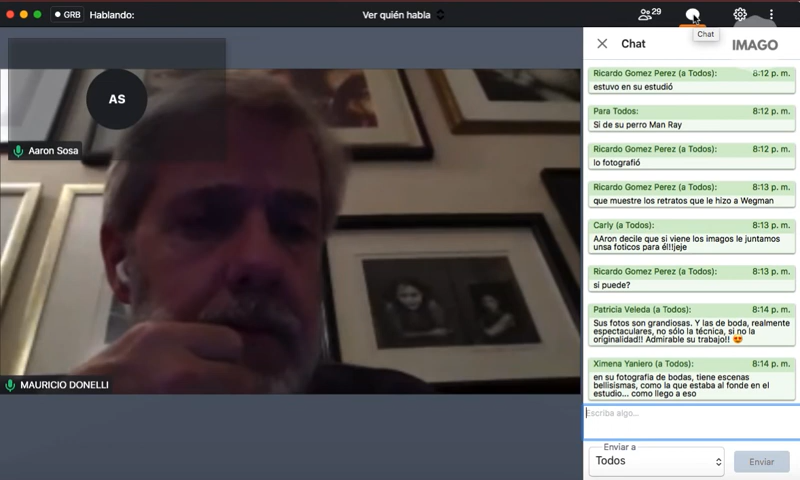 GRB
Hablando:
Ver quién habla
29
Chat
AS
Aaron Sosa
MAURICIO DONELLI
Chat
IMAGO
Ricardo Gomez Perez (a Todos): 8:12 p. m.
estuvo en su estudió
Para Todos: 8:12 p. m.
Si de su perro Man Ray
Ricardo Gomez Perez (a Todos): 8:12 p. m.
lo fotografió
Ricardo Gomez Perez (a Todos): 8:13 p. m.
que muestre los retratos que le hizo a Wegman
Carly (a Todos): 8:13 p. m.
AAron decile que si viene los imagos le juntamos
unsa foticos para él!!jeje
Ricardo Gomez Perez (a Todos): 8:13 p. m.
si puede?
Patricia Veleda (a Todos): 8:14 p. m.
Sus fotos son grandiosas. Y las de boda, realmente
espectaculares, no sólo la técnica, si no la
originalidad!! Admirable su trabajo!! 😍
Ximena Yaniero (a Todos): 8:14 p. m.
en su fotografia de bodas, tiene escenas
bellisismas, como la que estaba al fonde en el
estudio... como llego a eso
Escriba algo...
Enviar a
Todos
Enviar